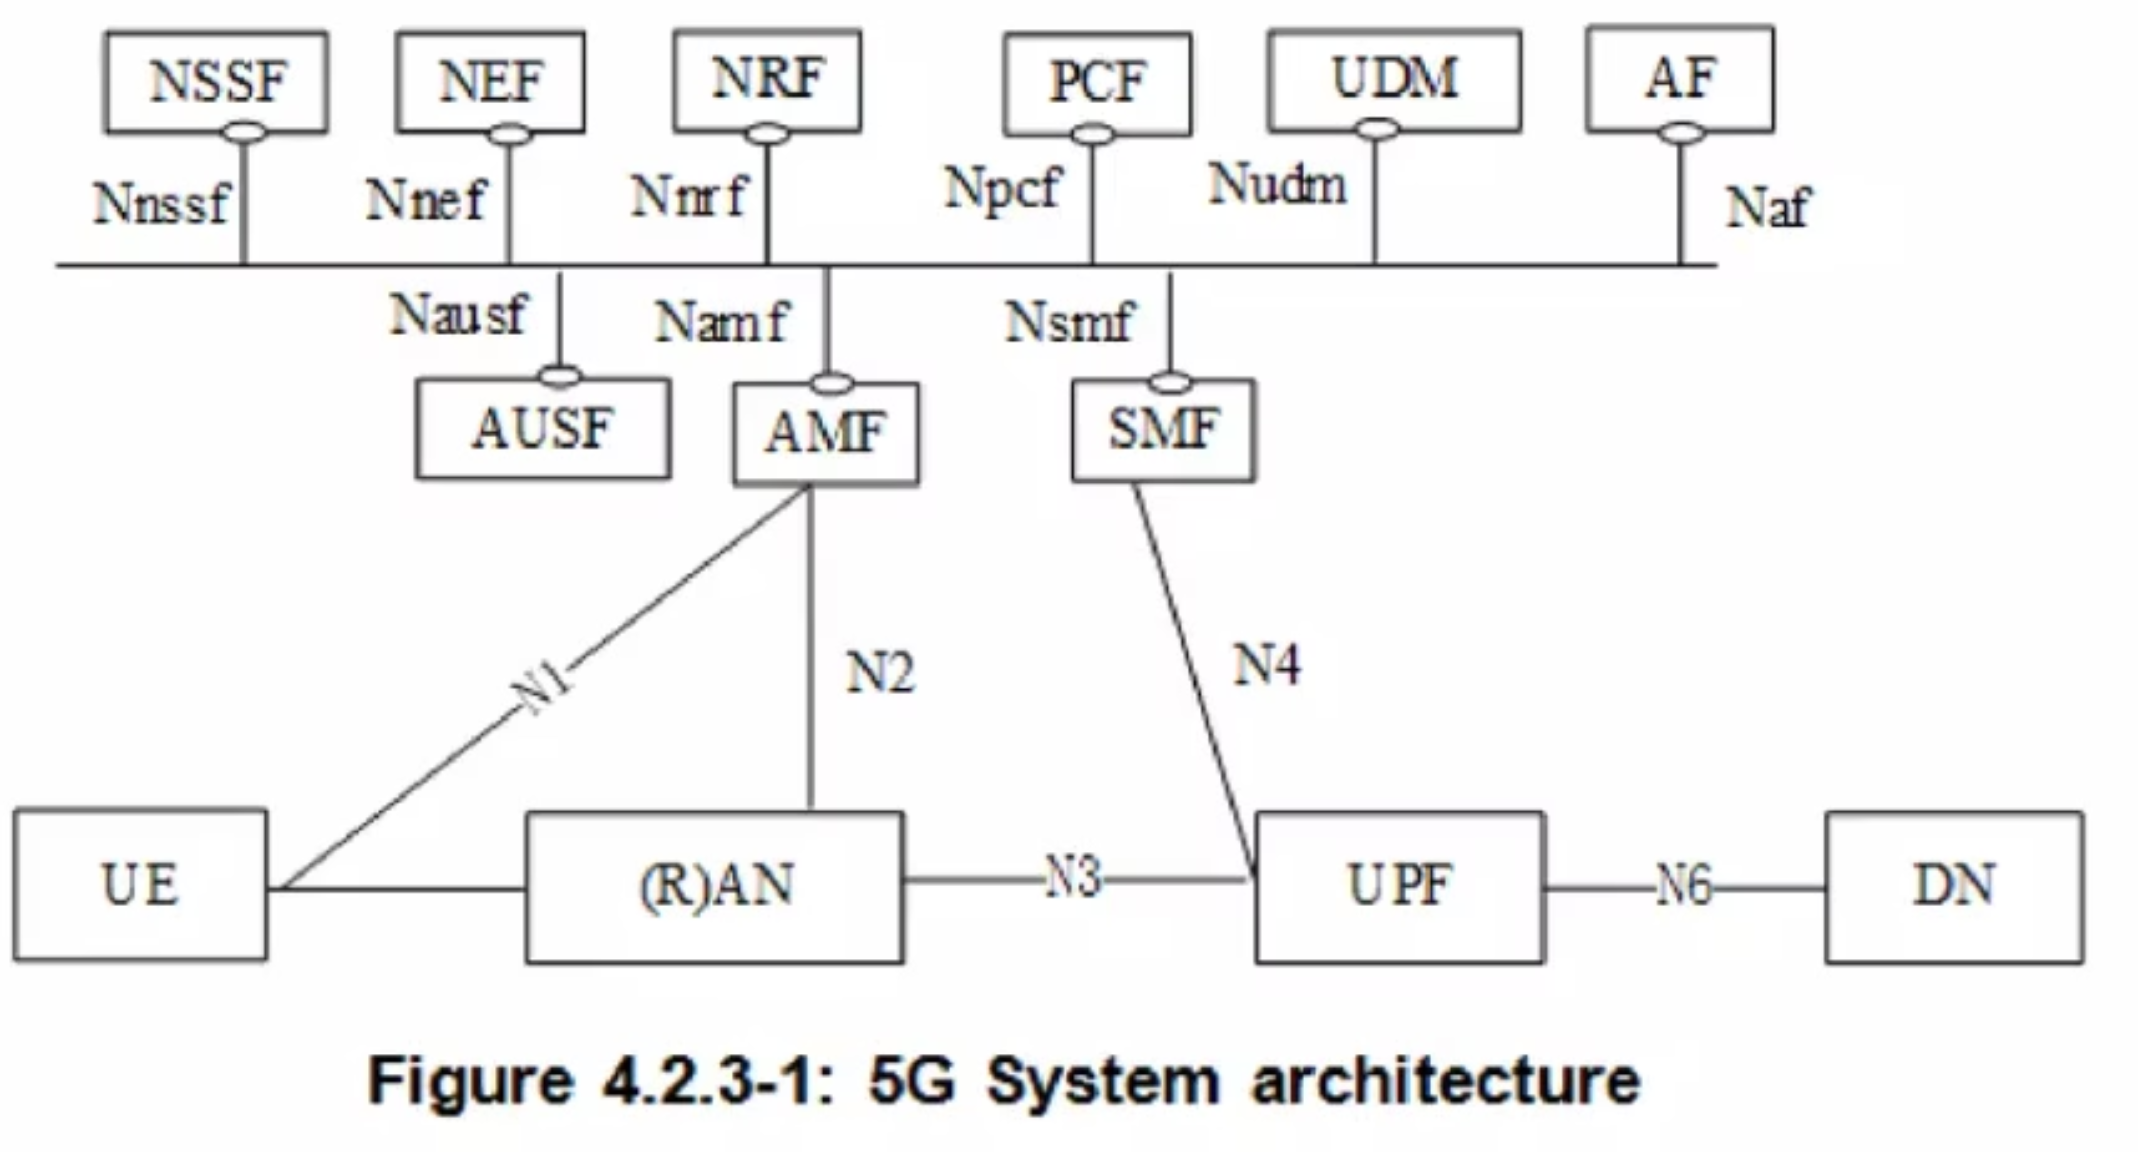 NSSF NEF NRF PCF UDM AF
Nnssf Nnef Nnrf Npcf Nudm Naf
Nausf Namf Nsmf
AUSF AMF SMF
N1 N2 N4
UE (R)AN N3 UPF N6 DN
Figure 4.2.3-1: 5G System architecture